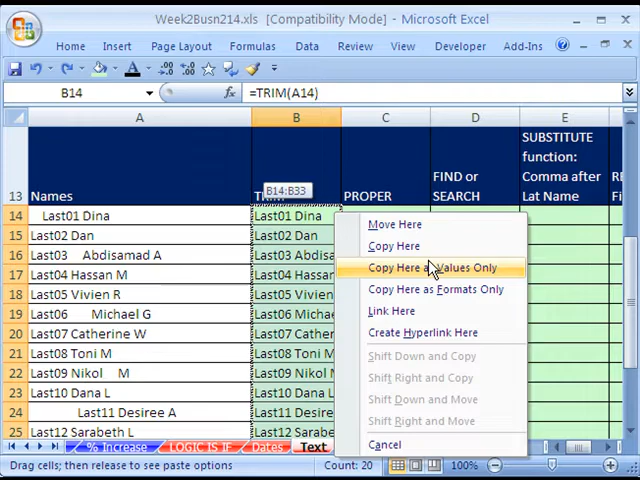 Week2Busn214.xls [Compatibility Mode] - Microsoft Excel
Home Insert Page Layout Formulas Data Review View Developer Add-Ins
B14 fx =TRIM(A14)
A B C D E
13 Names PROPER FIND or SEARCH SUBSTITUTE function: Comma after Lat Name
B14:B33
14 Last01 Dina Last01 Dina
15 Last02 Dan Last02 Dan
16 Last03 Abdisamad A Last03 Abdisa
17 Last04 Hassan M Last04 Hassan
18 Last05 Vivien R Last05 Vivien
19 Last06 Michael G Last06 Micha
20 Last07 Catherine W Last07 Cather
21 Last08 Toni M Last08 Toni M
22 Last09 Nikol M Last09 Nikol M
23 Last10 Dana L Last10 Dana L
24 Last11 Desiree A Last11 Desire
25 Last12 Sarabeth L Last12 Sarabe
Move Here
Copy Here
Copy Here as Values Only
Copy Here as Formats Only
Link Here
Create Hyperlink Here
Shift Down and Copy
Shift Right and Copy
Shift Down and Move
Shift Right and Move
Cancel
% Increase LOGIC IS IF Dates Text
Drag cells; then release to see paste options Count: 20 100%